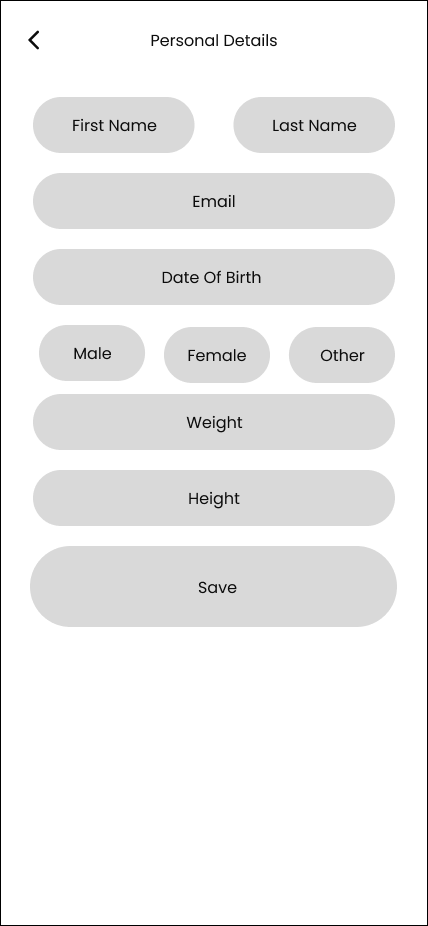 Personal Details
First Name Last Name
Email
Date Of Birth
Male Female Other
Weight
Height
Save